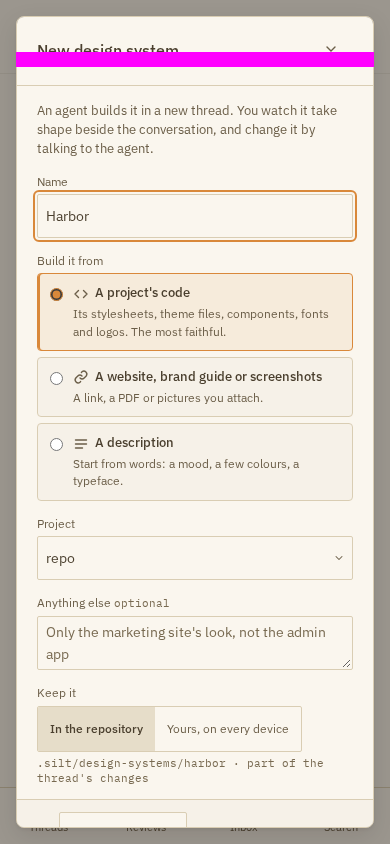 New design system
An agent builds it in a new thread. You watch it take
shape beside the conversation, and change it by
talking to the agent.
Name
Harbor
Build it from
A project's code
Its stylesheets, theme files, components, fonts
and logos. The most faithful.
A website, brand guide or screenshots
A link, a PDF or pictures you attach.
A description
Start from words: a mood, a few colours, a
typeface.
Project
repo
Anything else optional
Only the marketing site's look, not the admin
app
Keep it
In the repository
Yours, on every device
.silt/design-systems/harbor · part of the
thread's changes
Threads Reviews Inbox Search